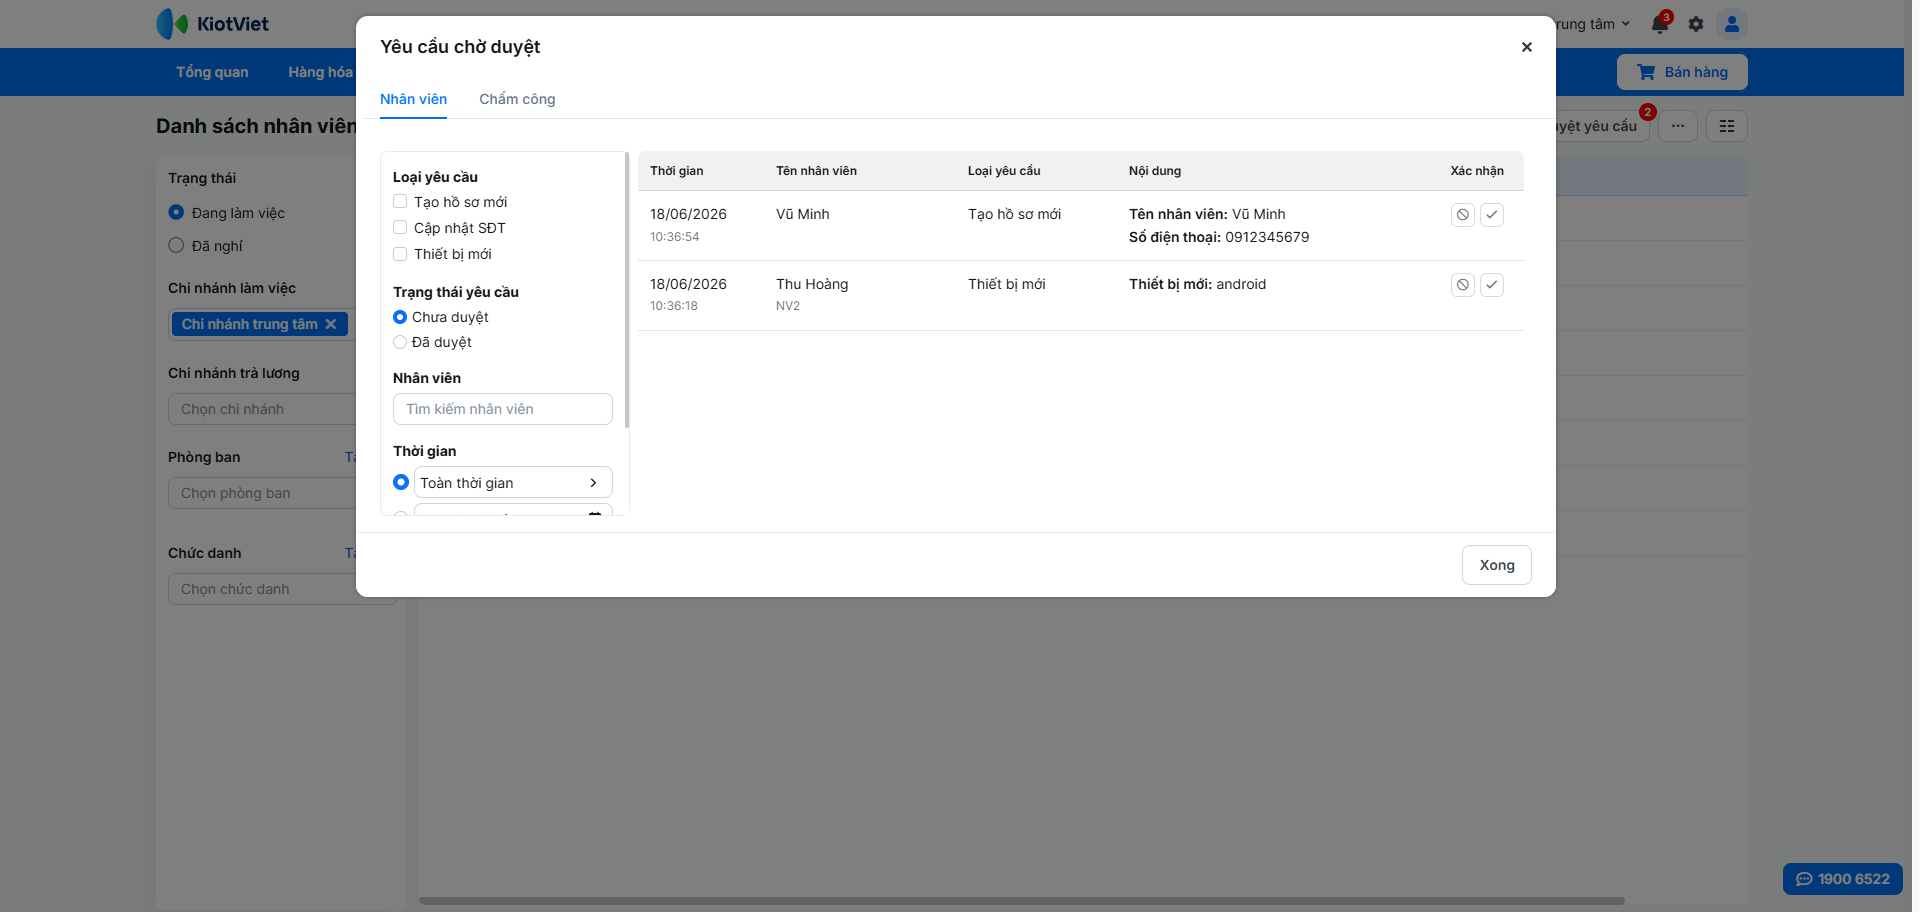 KiotViet
rung tâm
3
Tổng quan
Hàng hóa
Bán hàng
Danh sách nhân viên
uyệt yêu cầu
2
Trạng thái
Đang làm việc
Đã nghỉ
Chi nhánh làm việc
Chi nhánh trung tâm
Chi nhánh trả lương
Chọn chi nhánh
Phòng ban
Chọn phòng ban
Chức danh
Chọn chức danh
Yêu cầu chờ duyệt
Nhân viên
Chấm công
Loại yêu cầu
Tạo hồ sơ mới
Cập nhật SĐT
Thiết bị mới
Trạng thái yêu cầu
Chưa duyệt
Đã duyệt
Nhân viên
Tìm kiếm nhân viên
Thời gian
Toàn thời gian
Thời gian Tên nhân viên Loại yêu cầu Nội dung Xác nhận
18/06/2026 Vũ Minh Tạo hồ sơ mới Tên nhân viên: Vũ Minh
10:36:54 Số điện thoại: 0912345679
18/06/2026 Thu Hoàng Thiết bị mới Thiết bị mới: android
10:36:18 NV2
Xong
1900 6522